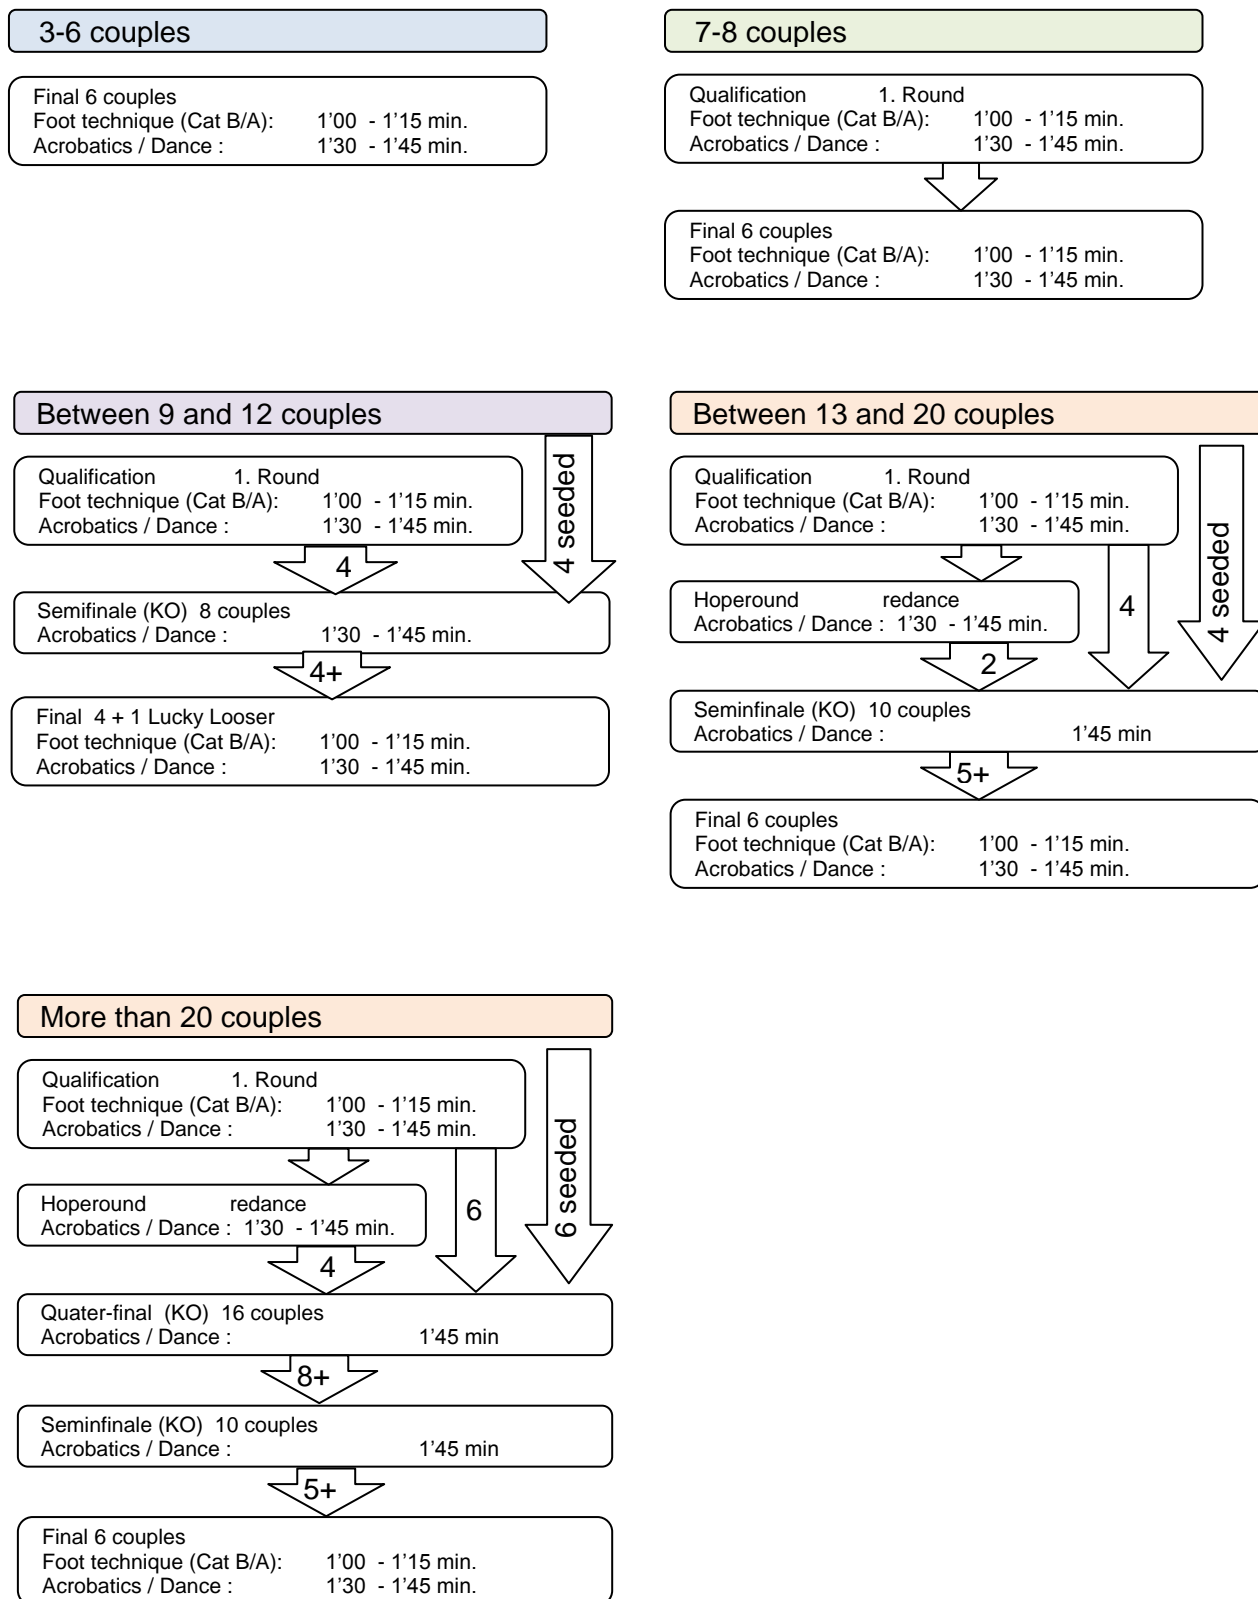 3-6 couples
Final 6 couples
Foot technique (Cat B/A): 1’00 - 1’15 min.
Acrobatics / Dance : 1’30 - 1’45 min.
7-8 couples
Qualification 1. Round
Foot technique (Cat B/A): 1’00 - 1’15 min.
Acrobatics / Dance : 1’30 - 1’45 min.
Final 6 couples
Foot technique (Cat B/A): 1’00 - 1’15 min.
Acrobatics / Dance : 1’30 - 1’45 min.
Between 9 and 12 couples
Qualification 1. Round
Foot technique (Cat B/A): 1’00 - 1’15 min.
Acrobatics / Dance : 1’30 - 1’45 min.
4 seeded
4
Semifinale (KO) 8 couples
Acrobatics / Dance : 1’30 - 1’45 min.
4+
Final 4 + 1 Lucky Looser
Foot technique (Cat B/A): 1’00 - 1’15 min.
Acrobatics / Dance : 1’30 - 1’45 min.
Between 13 and 20 couples
Qualification 1. Round
Foot technique (Cat B/A): 1’00 - 1’15 min.
Acrobatics / Dance : 1’30 - 1’45 min.
4 seeded
4
Hoperound redance
Acrobatics / Dance : 1’30 - 1’45 min.
2
Seminfinale (KO) 10 couples
Acrobatics / Dance : 1’45 min
5+
Final 6 couples
Foot technique (Cat B/A): 1’00 - 1’15 min.
Acrobatics / Dance : 1’30 - 1’45 min.
More than 20 couples
Qualification 1. Round
Foot technique (Cat B/A): 1’00 - 1’15 min.
Acrobatics / Dance : 1’30 - 1’45 min.
6 seeded
6
Hoperound redance
Acrobatics / Dance : 1’30 - 1’45 min.
4
Quater-final (KO) 16 couples
Acrobatics / Dance : 1’45 min
8+
Seminfinale (KO) 10 couples
Acrobatics / Dance : 1’45 min
5+
Final 6 couples
Foot technique (Cat B/A): 1’00 - 1’15 min.
Acrobatics / Dance : 1’30 - 1’45 min.